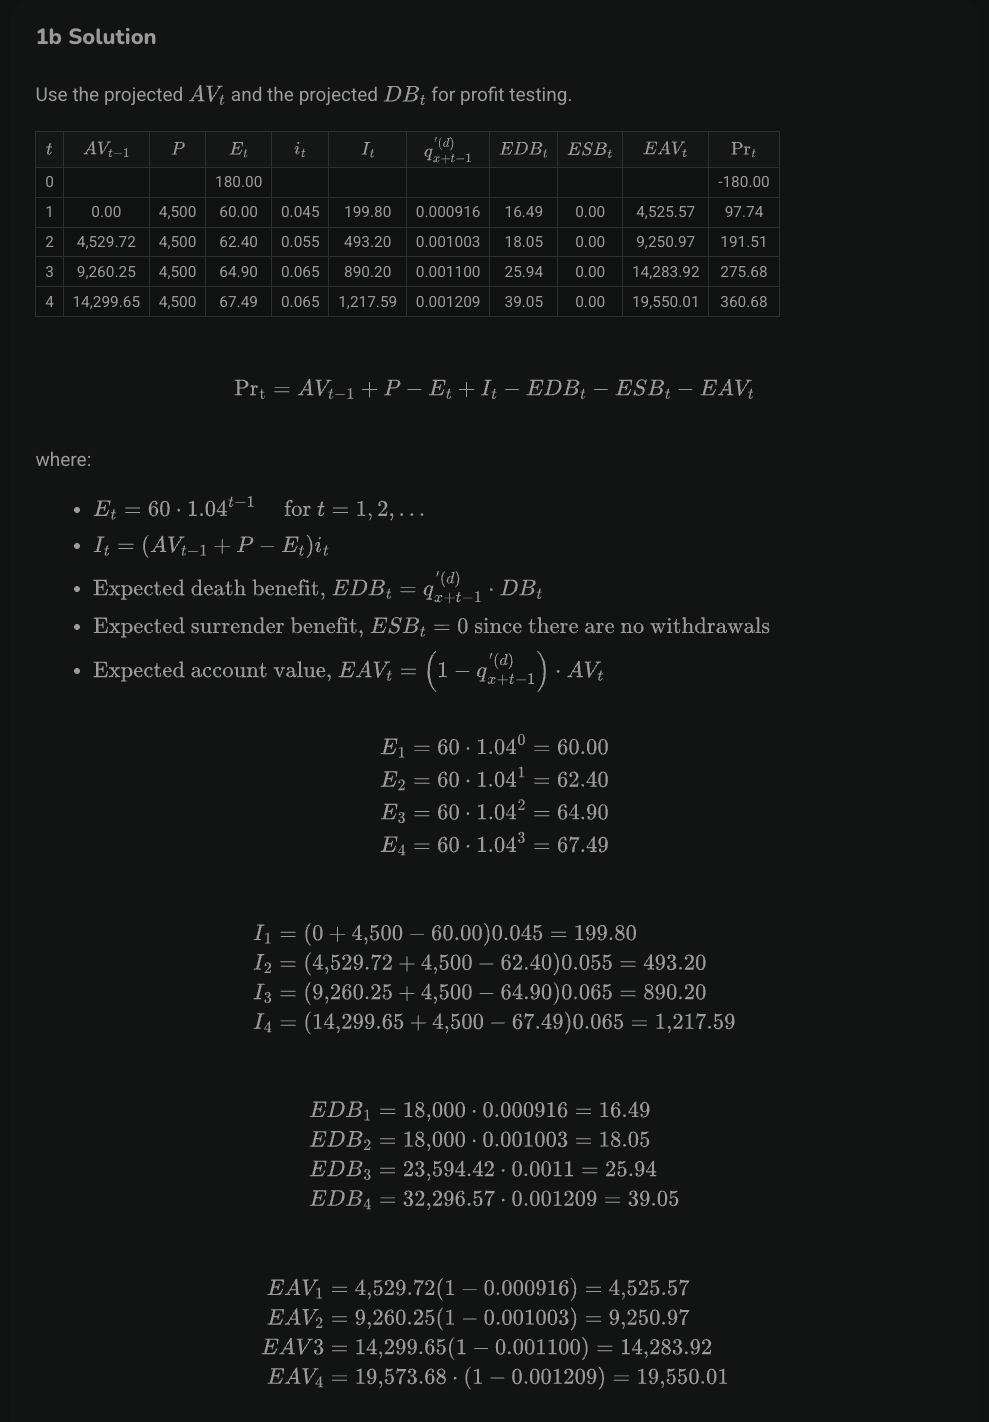 1b Solution
Use the projected $AV_t$ and the projected $DB_t$ for profit testing.
$t$ $AV_{t-1}$ $P$ $E_t$ $i_t$ $I_t$ $q_{x+t-1}^{'(d)}$ $EDB_t$ $ESB_t$ $EAV_t$ $\text{Pr}_t$
0 180.00 -180.00
1 0.00 4,500 60.00 0.045 199.80 0.000916 16.49 0.00 4,525.57 97.74
2 4,529.72 4,500 62.40 0.055 493.20 0.001003 18.05 0.00 9,250.97 191.51
3 9,260.25 4,500 64.90 0.065 890.20 0.001100 25.94 0.00 14,283.92 275.68
4 14,299.65 4,500 67.49 0.065 1,217.59 0.001209 39.05 0.00 19,550.01 360.68
$\text{Pr}_t = AV_{t-1} + P - E_t + I_t - EDB_t - ESB_t - EAV_t$
where:
• $E_t = 60 \cdot 1.04^{t-1}$ for $t = 1, 2, \ldots$
• $I_t = (AV_{t-1} + P - E_t)i_t$
• Expected death benefit, $EDB_t = q_{x+t-1}^{'(d)} \cdot DB_t$
• Expected surrender benefit, $ESB_t = 0$ since there are no withdrawals
• Expected account value, $EAV_t = \left(1 - q_{x+t-1}^{'(d)}\right) \cdot AV_t$
$E_1 = 60 \cdot 1.04^0 = 60.00$
$E_2 = 60 \cdot 1.04^1 = 62.40$
$E_3 = 60 \cdot 1.04^2 = 64.90$
$E_4 = 60 \cdot 1.04^3 = 67.49$
$I_1 = (0 + 4,500 - 60.00)0.045 = 199.80$
$I_2 = (4,529.72 + 4,500 - 62.40)0.055 = 493.20$
$I_3 = (9,260.25 + 4,500 - 64.90)0.065 = 890.20$
$I_4 = (14,299.65 + 4,500 - 67.49)0.065 = 1,217.59$
$EDB_1 = 18,000 \cdot 0.000916 = 16.49$
$EDB_2 = 18,000 \cdot 0.001003 = 18.05$
$EDB_3 = 23,594.42 \cdot 0.0011 = 25.94$
$EDB_4 = 32,296.57 \cdot 0.001209 = 39.05$
$EAV_1 = 4,529.72(1 - 0.000916) = 4,525.57$
$EAV_2 = 9,260.25(1 - 0.001003) = 9,250.97$
$EAV3 = 14,299.65(1 - 0.001100) = 14,283.92$
$EAV_4 = 19,573.68 \cdot (1 - 0.001209) = 19,550.01$